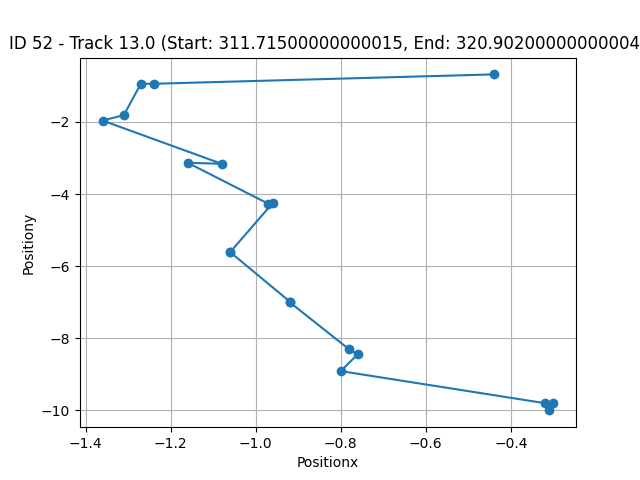 ID 52 - Track 13.0 (Start: 311.71500000000015, End: 320.90200000000004
−2
−4
−6
−8
−10
Positiony
−1.4 −1.2 −1.0 −0.8 −0.6 −0.4
Positionx